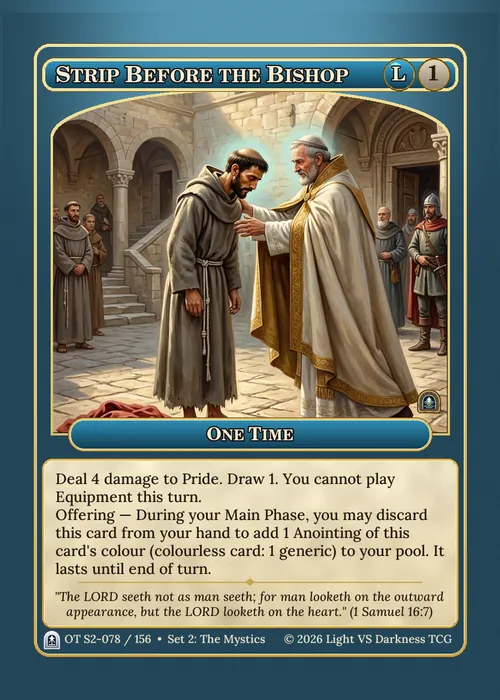 Strip Before the Bishop L 1
One Time
Deal 4 damage to Pride. Draw 1. You cannot play
Equipment this turn.
Offering — During your Main Phase, you may discard
this card from your hand to add 1 Anointing of this
card's colour (colourless card: 1 generic) to your pool. It
lasts until end of turn.
"The LORD seeth not as man seeth; for man looketh on the outward
appearance, but the LORD looketh on the heart." (1 Samuel 16:7)
OT S2-078 / 156 • Set 2: The Mystics © 2026 Light VS Darkness TCG